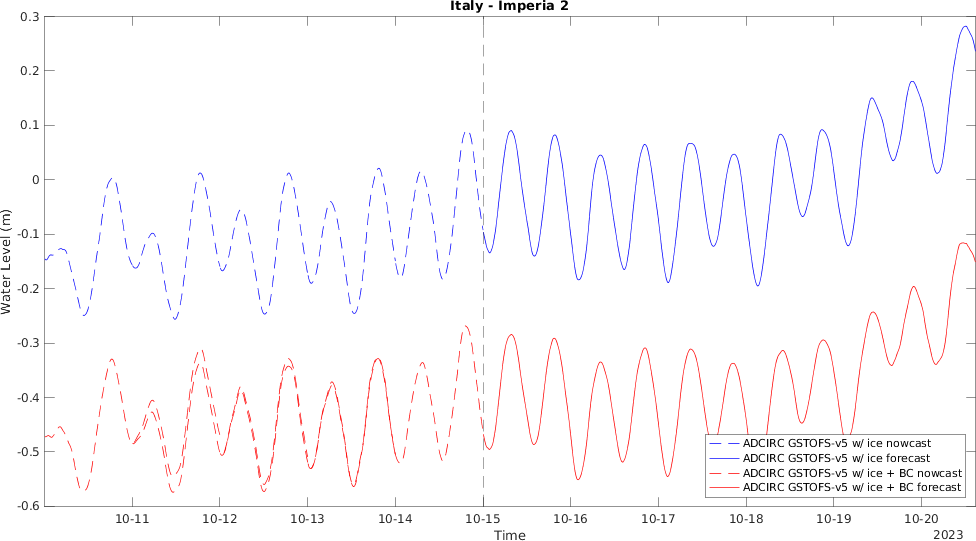 Italy - Imperia 2
0.3
0.2
0.1
0
-0.1
-0.2
-0.3
-0.4
-0.5
-0.6
Water Level (m)
ADCIRC GSTOFS-v5 w/ ice nowcast
ADCIRC GSTOFS-v5 w/ ice forecast
ADCIRC GSTOFS-v5 w/ ice + BC nowcast
ADCIRC GSTOFS-v5 w/ ice + BC forecast
10-11 10-12 10-13 10-14 10-15 10-16 10-17 10-18 10-19 10-20
Time
2023